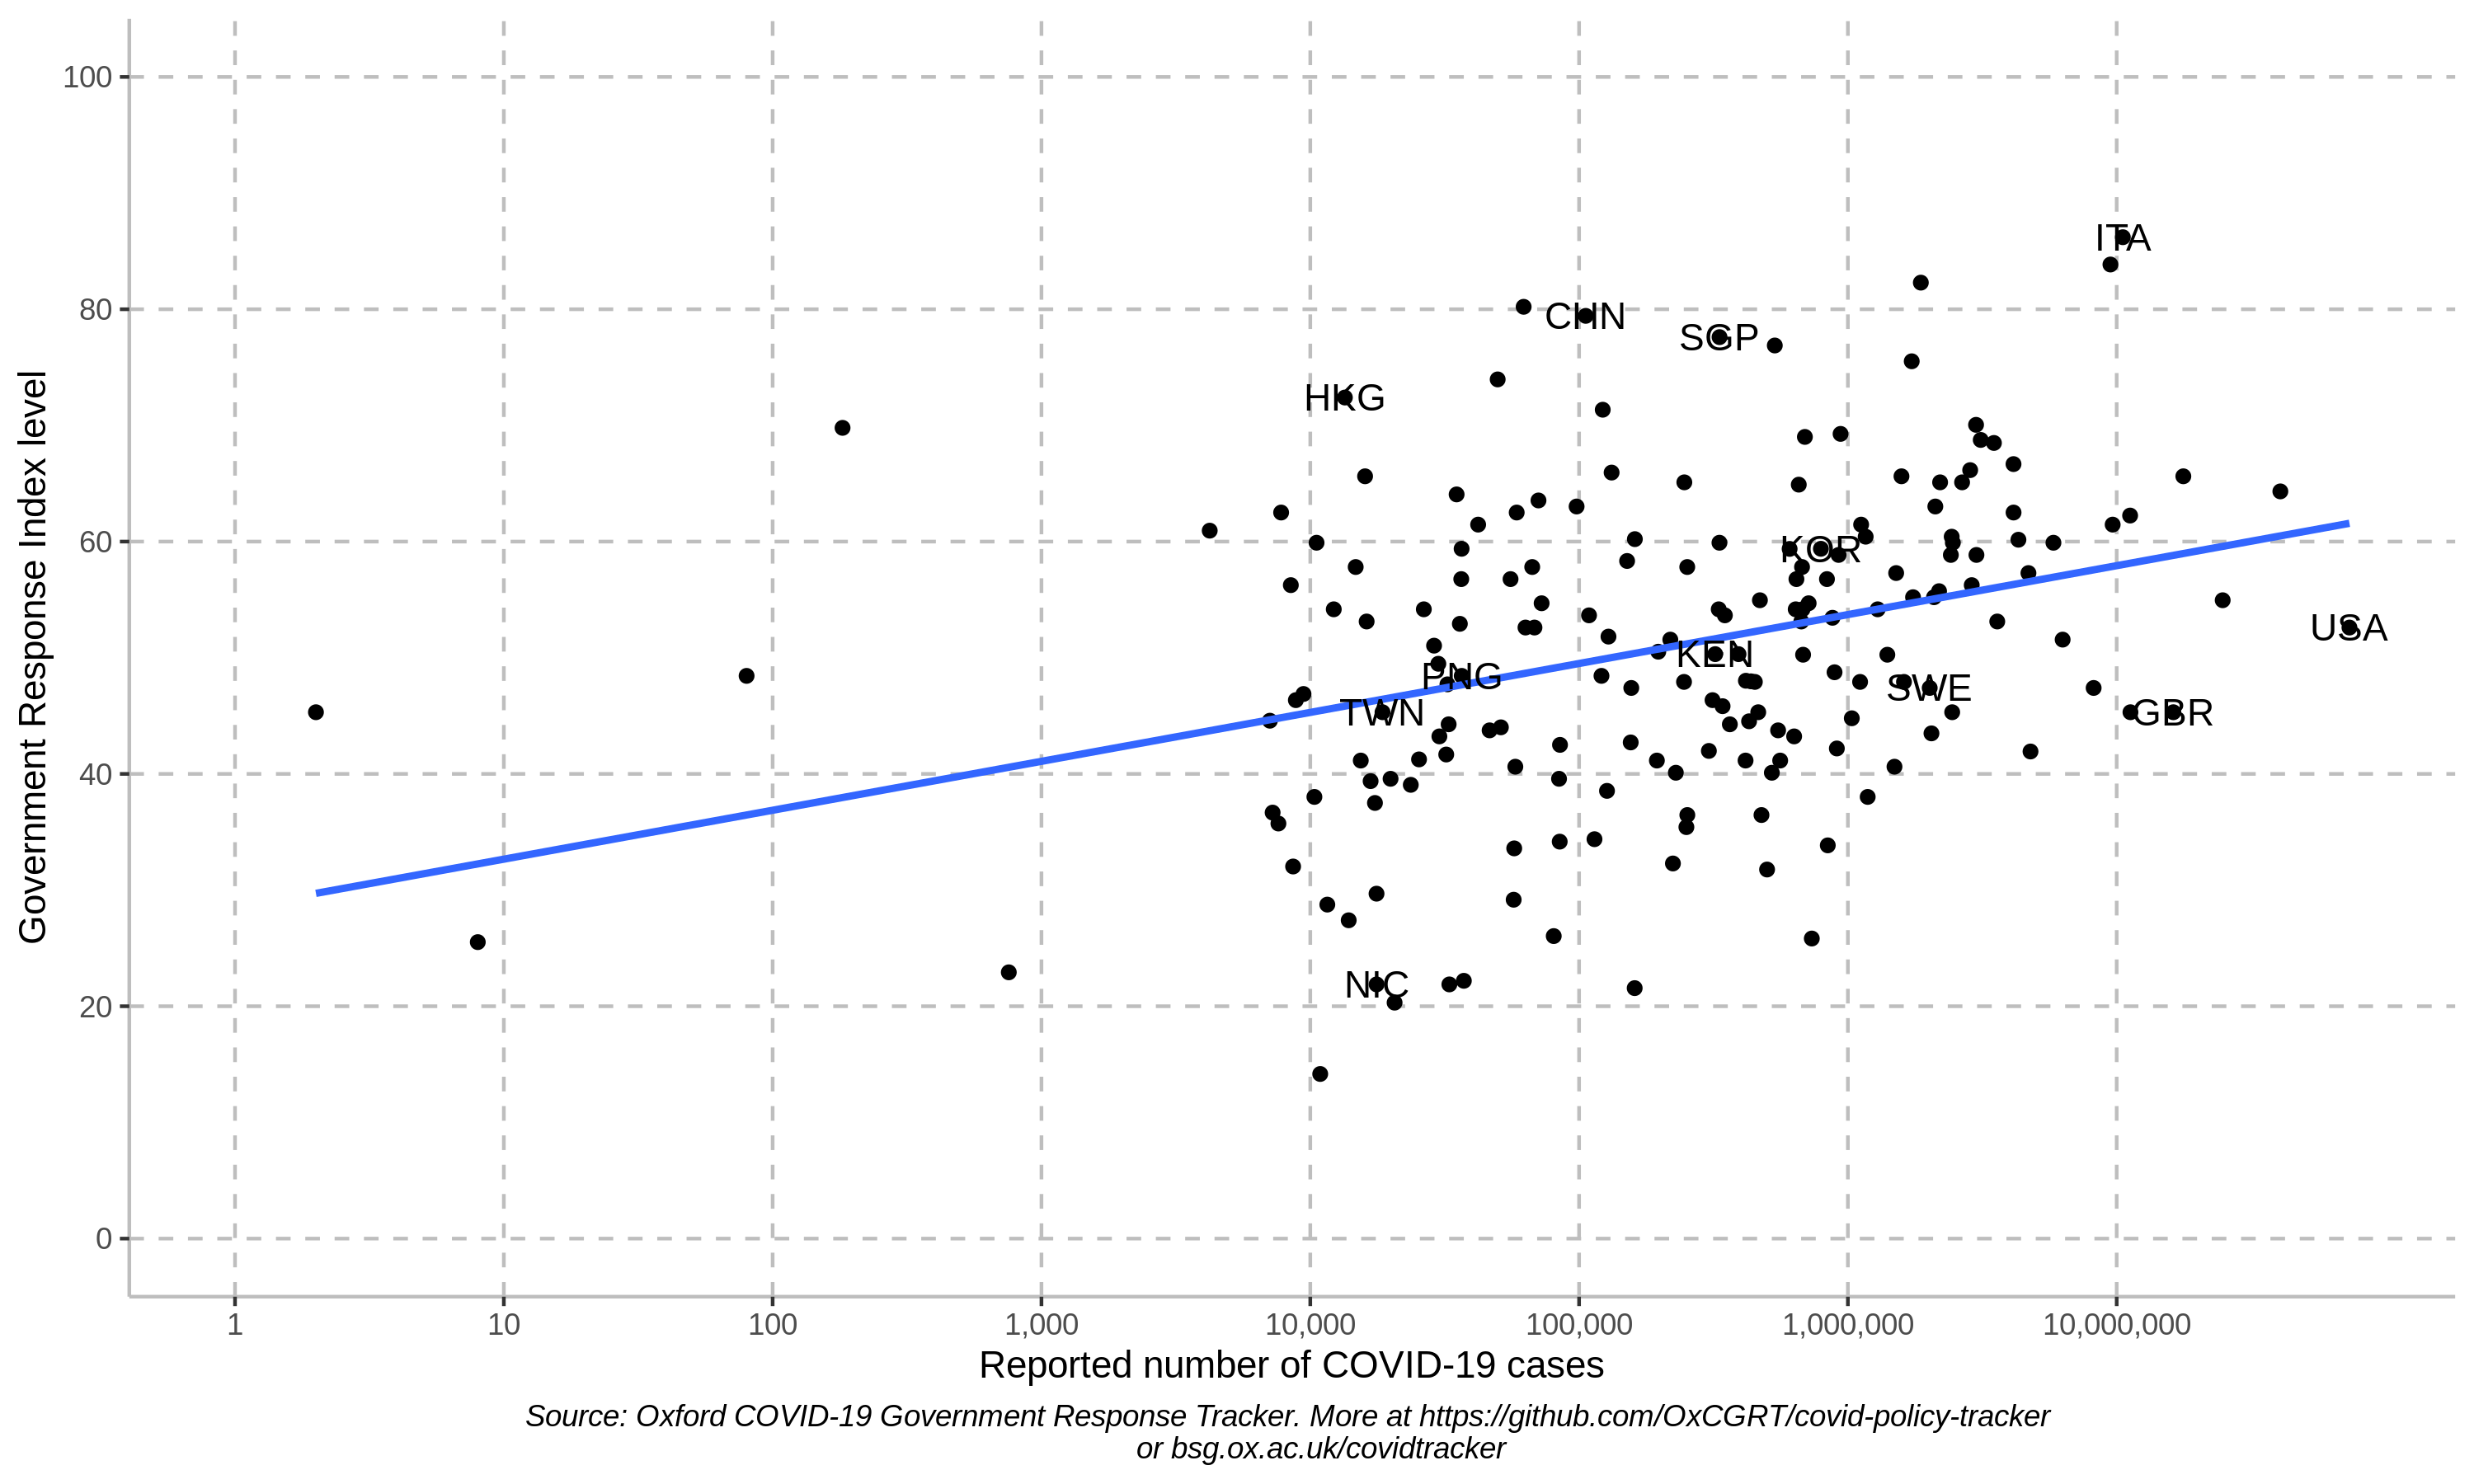 Government Response Index level
100
80
60
40
20
0
ITA
CHN
SGP
HKG
KOR
USA
KEN
PNG
SWE
TWN
GBR
NIC
1 10 100 1,000 10,000 100,000 1,000,000 10,000,000
Reported number of COVID-19 cases
Source: Oxford COVID-19 Government Response Tracker. More at https://github.com/OxCGRT/covid-policy-tracker
or bsg.ox.ac.uk/covidtracker